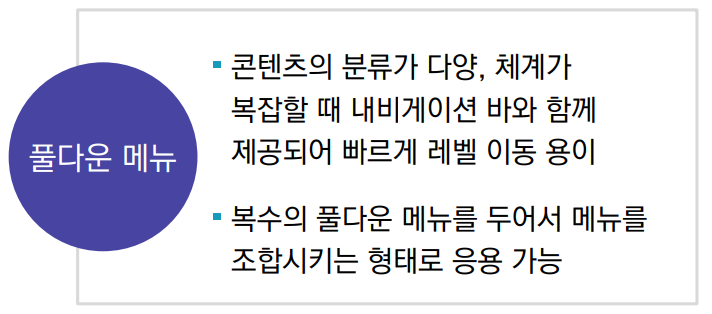 풀다운 메뉴
콘텐츠의 분류가 다양, 체계가
복잡할 때 내비게이션 바와 함께
제공되어 빠르게 레벨 이동 용이
복수의 풀다운 메뉴를 두어서 메뉴를
조합시키는 형태로 응용 가능